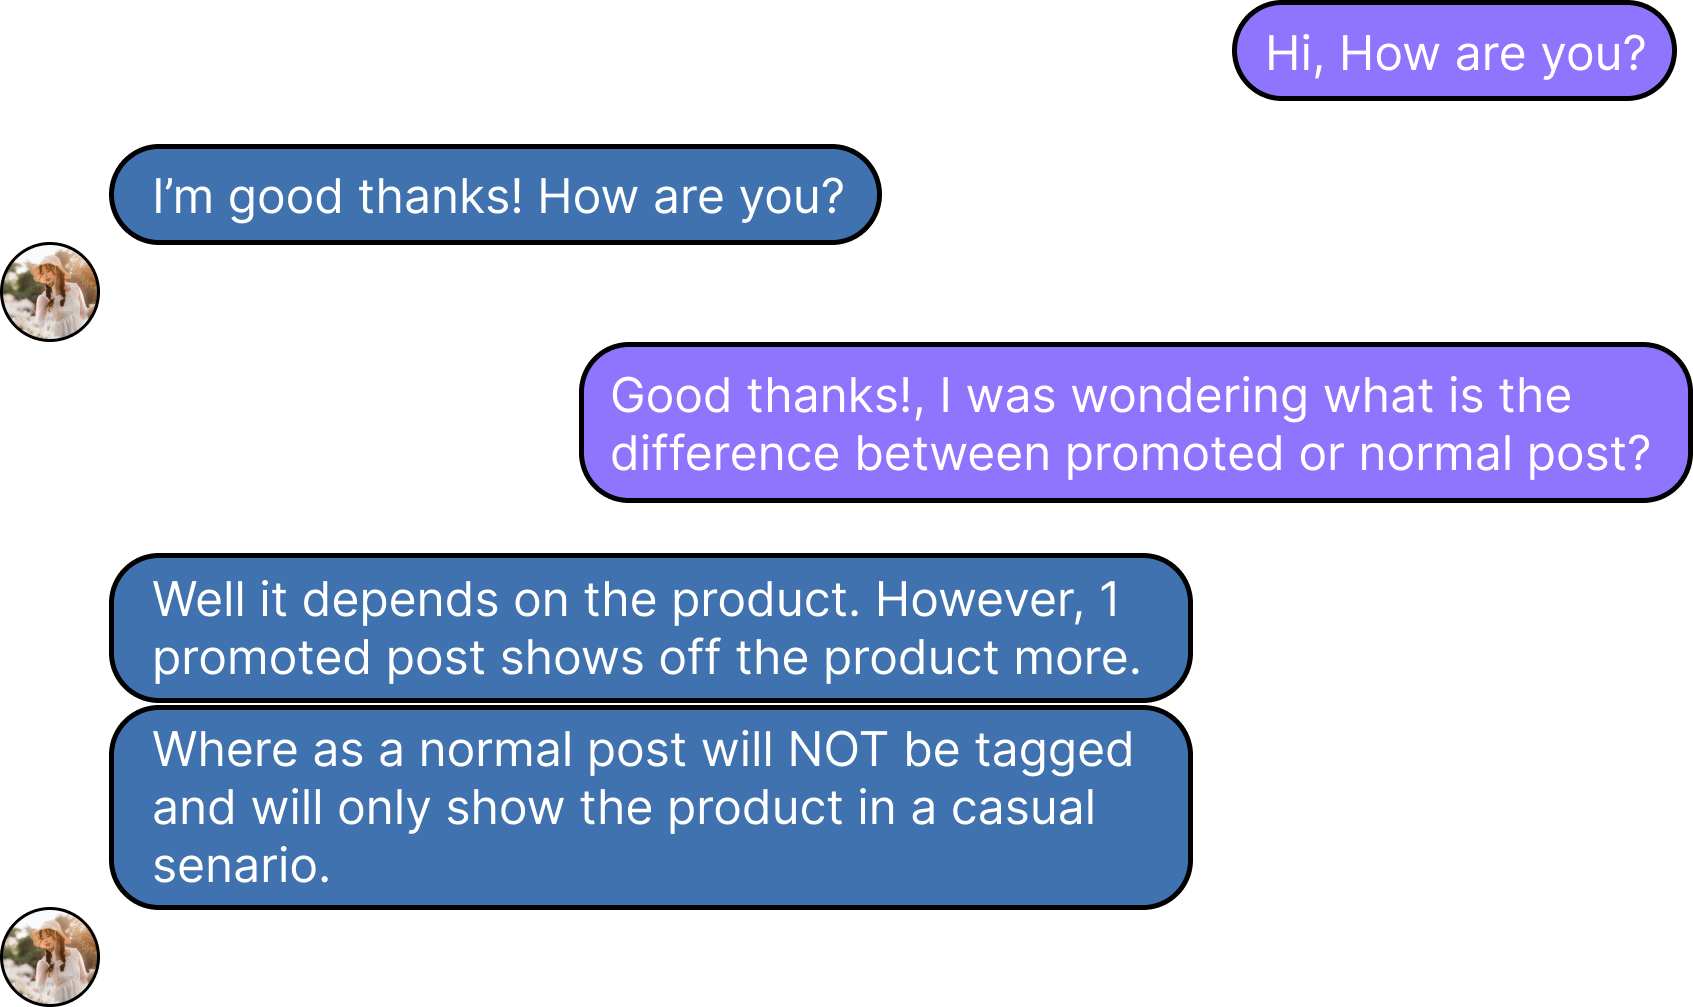 Hi, How are you?
I’m good thanks! How are you?
Good thanks!, I was wondering what is the
difference between promoted or normal post?
Well it depends on the product. However, 1
promoted post shows off the product more.
Where as a normal post will NOT be tagged
and will only show the product in a casual
senario.